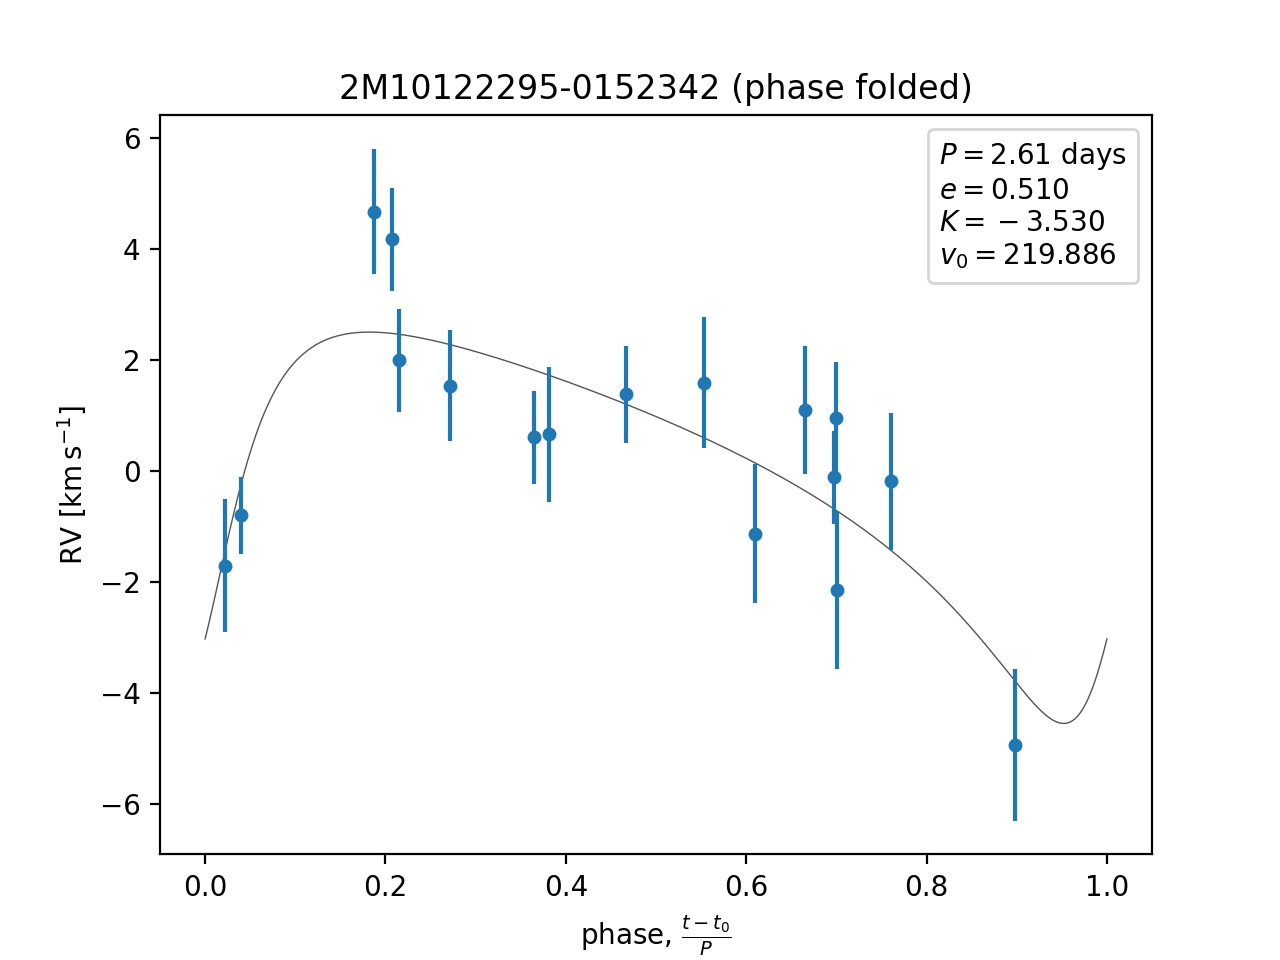 2M10122295-0152342 (phase folded)
P = 2.61 days
e = 0.510
K = −3.530
v₀ = 219.886
RV [km s⁻¹]
6
4
2
0
−2
−4
−6
0.0 0.2 0.4 0.6 0.8 1.0
phase, (t − t₀)/P